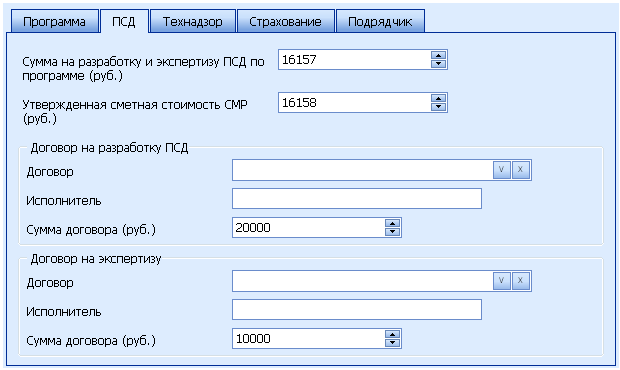 Программа ПСД Технадзор Страхование Подрядчик
Сумма на разработку и экспертизу ПСД по 16157
программе (руб.)
Утвержденная сметная стоимость СМР 16158
(руб.)
Договор на разработку ПСД
Договор V X
Исполнитель
Сумма договора (руб.) 20000
Договор на экспертизу
Договор V X
Исполнитель
Сумма договора (руб.) 10000